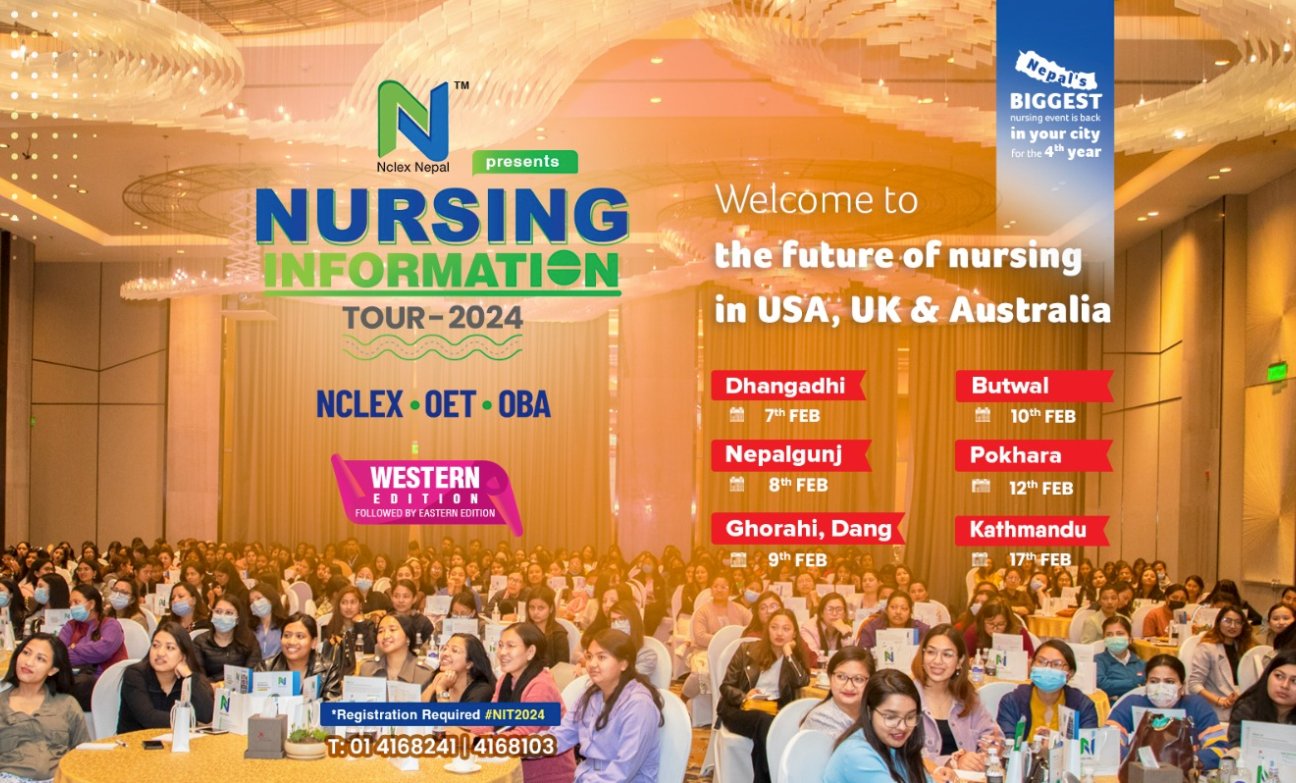 N™
Nclex Nepal
presents
NURSING
INFORMATION
TOUR – 2024
NCLEX • OET • OBA
WESTERN
EDITION
FOLLOWED BY EASTERN EDITION
Nepal's
BIGGEST
nursing event is back
in your city
for the 4th year
Welcome to
the future of nursing
in USA, UK & Australia
Dhangadhi
7th FEB
Nepalgunj
8th FEB
Ghorahi, Dang
9th FEB
Butwal
10th FEB
Pokhara
12th FEB
Kathmandu
17th FEB
*Registration Required #NIT2024
T: 01 4168241 | 4168103